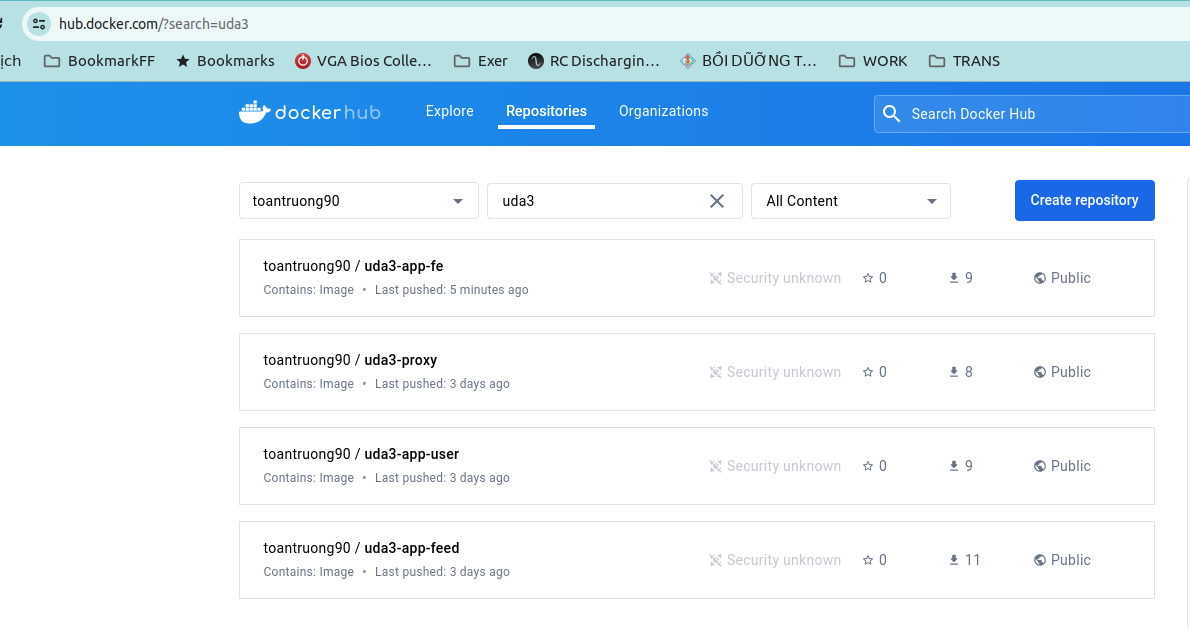 hub.docker.com/?search=uda3
ịch BookmarkFF Bookmarks VGA Bios Colle... Exer RC Dischargin... BỒI DƯỠNG T... WORK TRANS
docker hub Explore Repositories Organizations Search Docker Hub
toantruong90 uda3 All Content Create repository
toantruong90 / uda3-app-fe
Contains: Image • Last pushed: 5 minutes ago
Security unknown 0 9 Public
toantruong90 / uda3-proxy
Contains: Image • Last pushed: 3 days ago
Security unknown 0 8 Public
toantruong90 / uda3-app-user
Contains: Image • Last pushed: 3 days ago
Security unknown 0 9 Public
toantruong90 / uda3-app-feed
Contains: Image • Last pushed: 3 days ago
Security unknown 0 11 Public